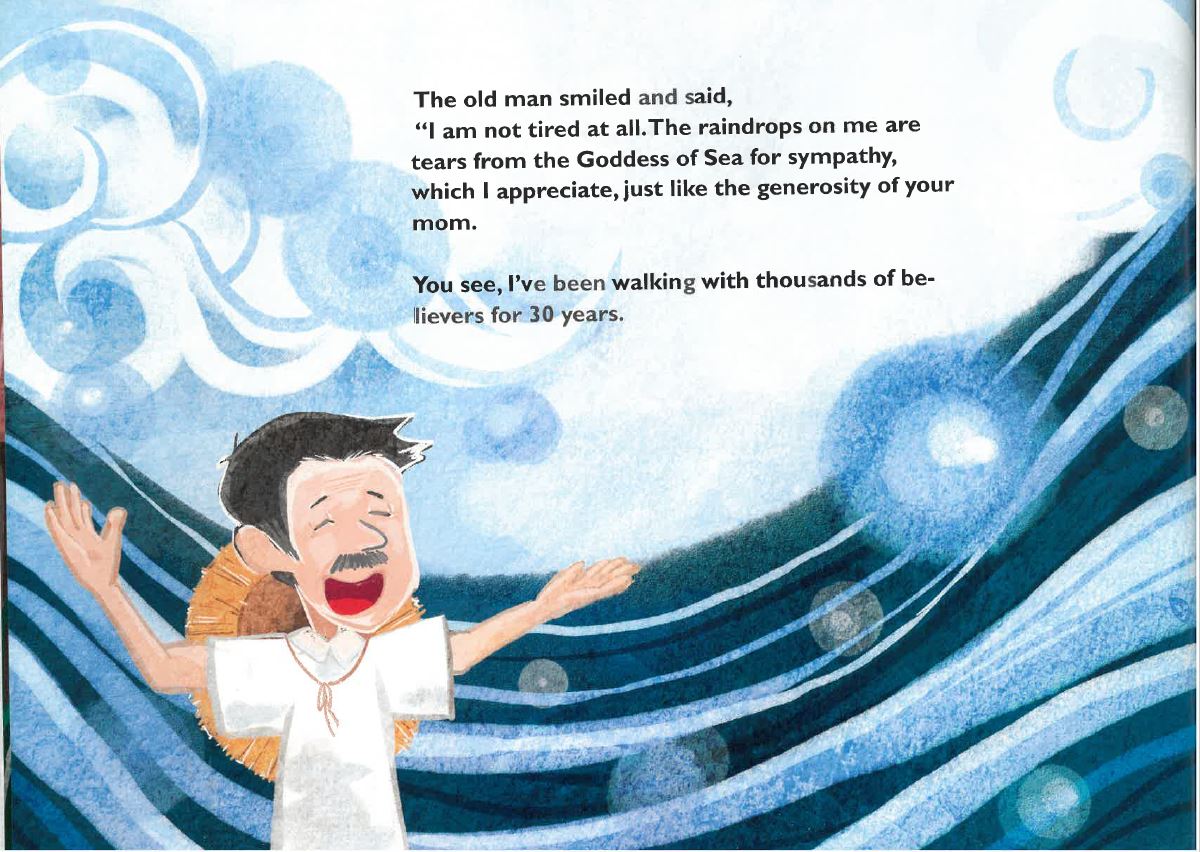 The old man smiled and said,
“I am not tired at all. The raindrops on me are
tears from the Goddess of Sea for sympathy,
which I appreciate, just like the generosity of your
mom.
You see, I’ve been walking with thousands of be-
lievers for 30 years.